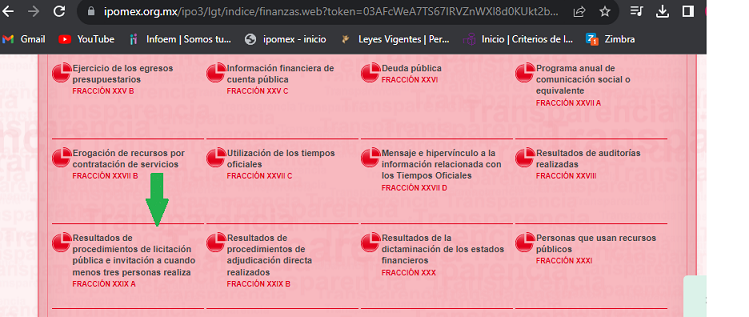 ipomex.org.mx/ipo3/lgt/indice/finanzas.web?token=03AFcWeA7TS67IRVZnWXl8d0KUkt2b...
Gmail YouTube Infoem | Somos tu... ipomex - inicio Leyes Vigentes | Per... Inicio | Criterios de I... Zimbra
Ejercicio de los egresos
presupuestarios
FRACCIÓN XXV B
Información financiera de
cuenta pública
FRACCIÓN XXV C
Deuda pública
FRACCIÓN XXVI
Programa anual de
comunicación social o
equivalente
FRACCIÓN XXVII A
Erogación de recursos por
contratación de servicios
FRACCIÓN XXVII B
Utilización de los tiempos
oficiales
FRACCIÓN XXVII C
Mensaje e hipervínculo a la
información relacionada con
los Tiempos Oficiales
FRACCIÓN XXVII D
Resultados de auditorías
realizadas
FRACCIÓN XXVIII
Resultados de
procedimientos de licitación
pública e invitación a cuando
menos tres personas realiza
FRACCIÓN XXIX A
Resultados de
procedimientos de
adjudicación directa
realizados
FRACCIÓN XXIX B
Resultados de la
dictaminación de los estados
financieros
FRACCIÓN XXX
Personas que usan recursos
públicos
FRACCIÓN XXXI